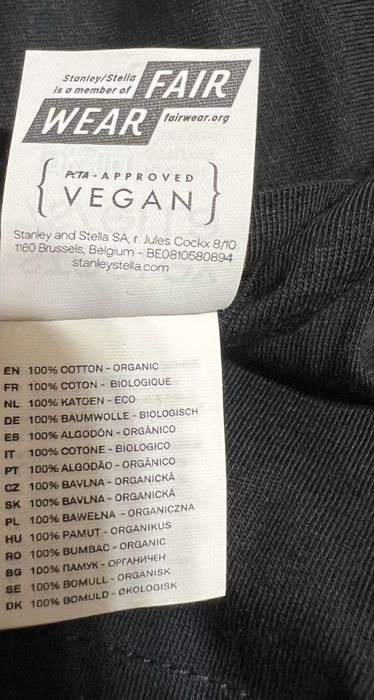 Stanley/Stella
is a member of
FAIR
WEAR
fairwear.org
PETA - APPROVED
VEGAN
Stanley and Stella SA, r. Jules Cockx 8/10
1160 Brussels, Belgium - BE0810580894
stanleystella.com
EN 100% COTTON - ORGANIC
FR 100% COTON - BIOLOGIQUE
NL 100% KATOEN - ECO
DE 100% BAUMWOLLE - BIOLOGISCH
ES 100% ALGODÓN - ORGÁNICO
IT 100% COTONE - BIOLOGICO
PT 100% ALGODÃO - ORGÂNICO
CZ 100% BAVLNA - ORGANICKÁ
SK 100% BAVLNA - ORGANICKÁ
PL 100% BAWEŁNA - ORGANICZNA
HU 100% PAMUT - ORGANIKUS
RO 100% BUMBAC - ORGANIC
BG 100% ПАМУК - ОРГАНИЧЕН
SE 100% BOMULL - ORGANISK
DK 100% BOMULD - ØKOLOGISK